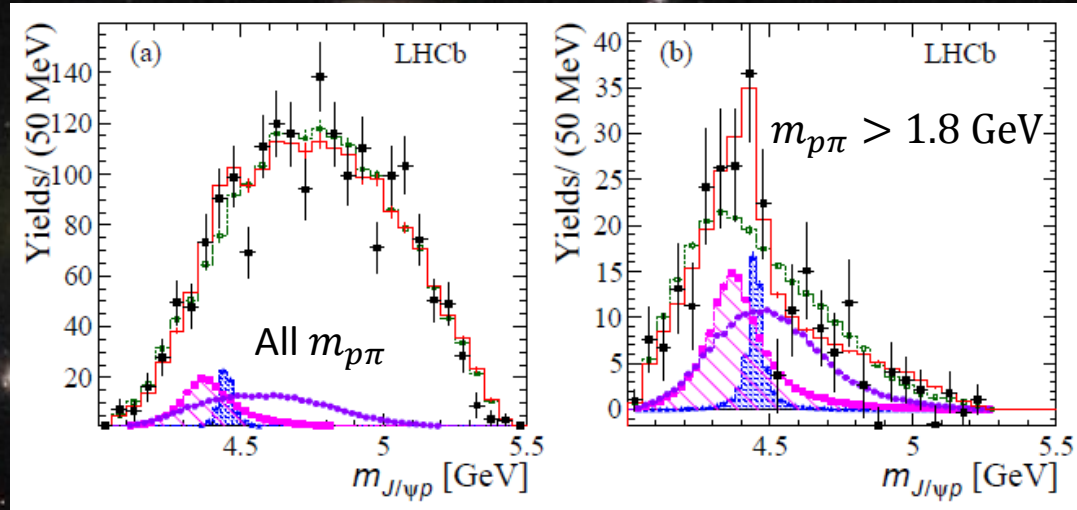 (a)
LHCb
Yields/ (50 MeV)
140
120
100
80
60
40
20
All m_{pπ}
4.5
5
5.5
m_{J/ψp} [GeV]
(b)
LHCb
m_{pπ} > 1.8 GeV
Yields/ (50 MeV)
40
35
30
25
20
15
10
5
0
4.5
5
5.5
m_{J/ψp} [GeV]